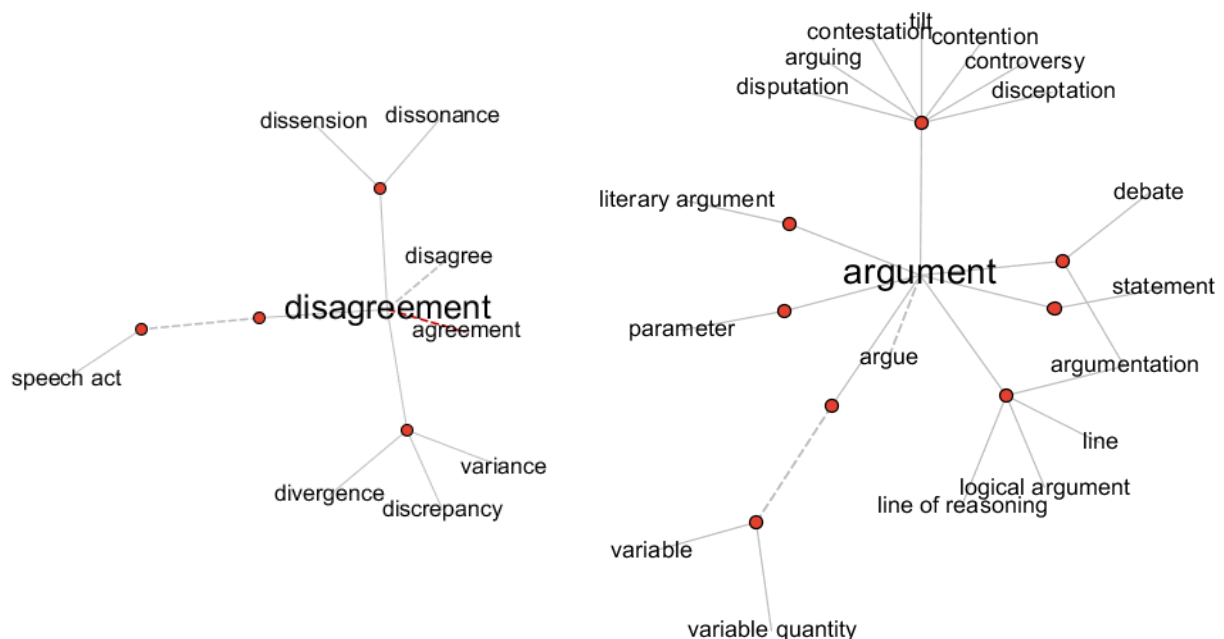 dissension
dissonance
disagree
disagreement
agreement
speech act
variance
divergence
discrepancy
tilt
contestation
contention
arguing
controversy
disputation
disceptation
debate
literary argument
argument
statement
parameter
argue
argumentation
line
logical argument
line of reasoning
variable
variable quantity